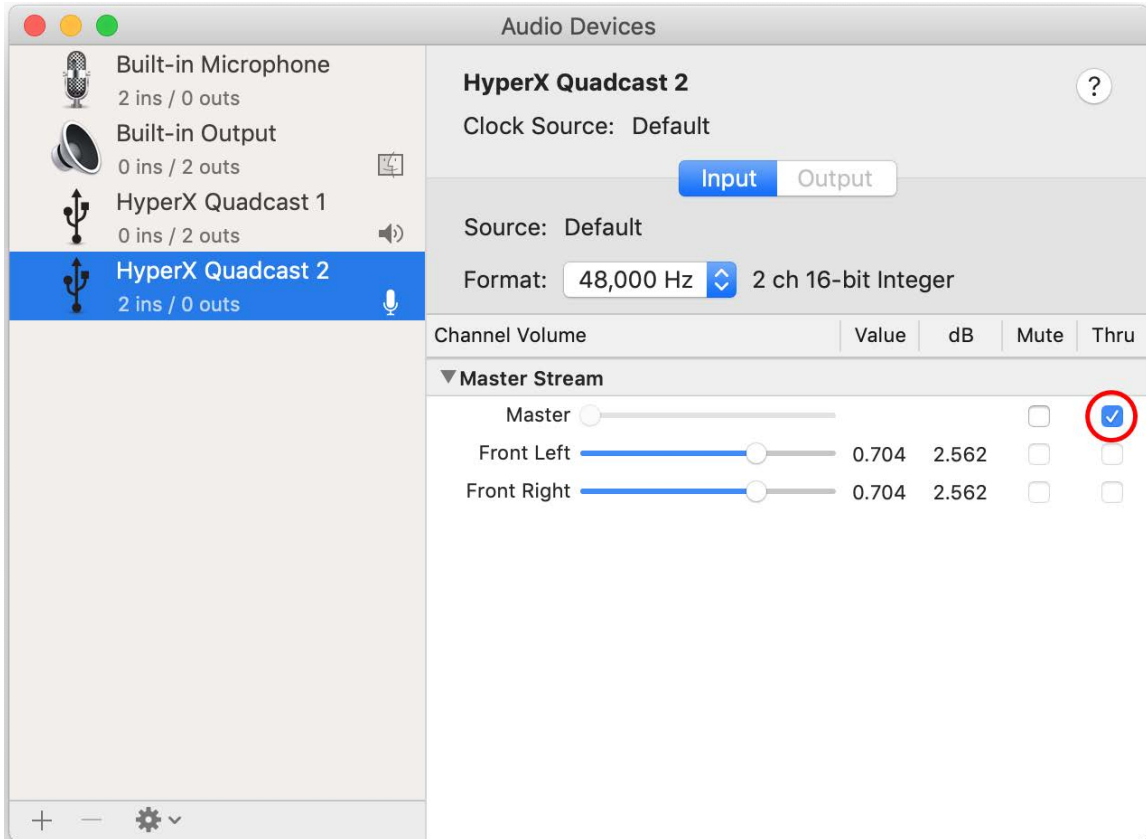 Audio Devices
Built-in Microphone
2 ins / 0 outs
Built-in Output
0 ins / 2 outs
HyperX Quadcast 1
0 ins / 2 outs
HyperX Quadcast 2
2 ins / 0 outs
HyperX Quadcast 2
?
Clock Source: Default
Input Output
Source: Default
Format: 48,000 Hz 2 ch 16-bit Integer
Channel Volume Value dB Mute Thru
Master Stream
Master
Front Left 0.704 2.562
Front Right 0.704 2.562